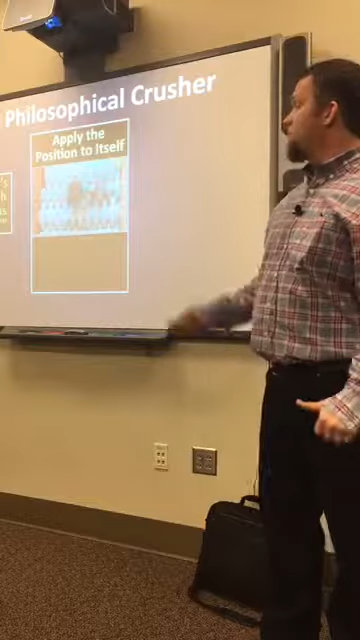 Philosophical Crusher
Apply the
Position to Itself
's
h
s